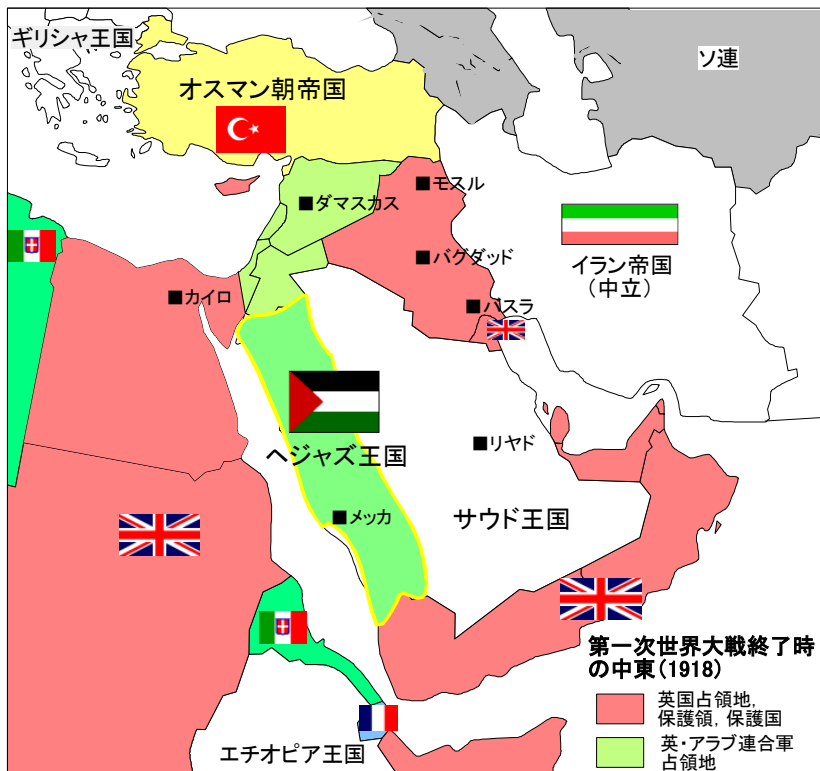 ギリシャ王国
ソ連
オスマン朝帝国
■モスル
■ダマスカス
■バグダッド
イラン帝国
(中立)
■カイロ
■バスラ
ヘジャズ王国
■リヤド
■メッカ
サウド王国
第一次世界大戦終了時
の中東(1918)
英国占領地,
保護領, 保護国
英・アラブ連合軍
占領地
エチオピア王国